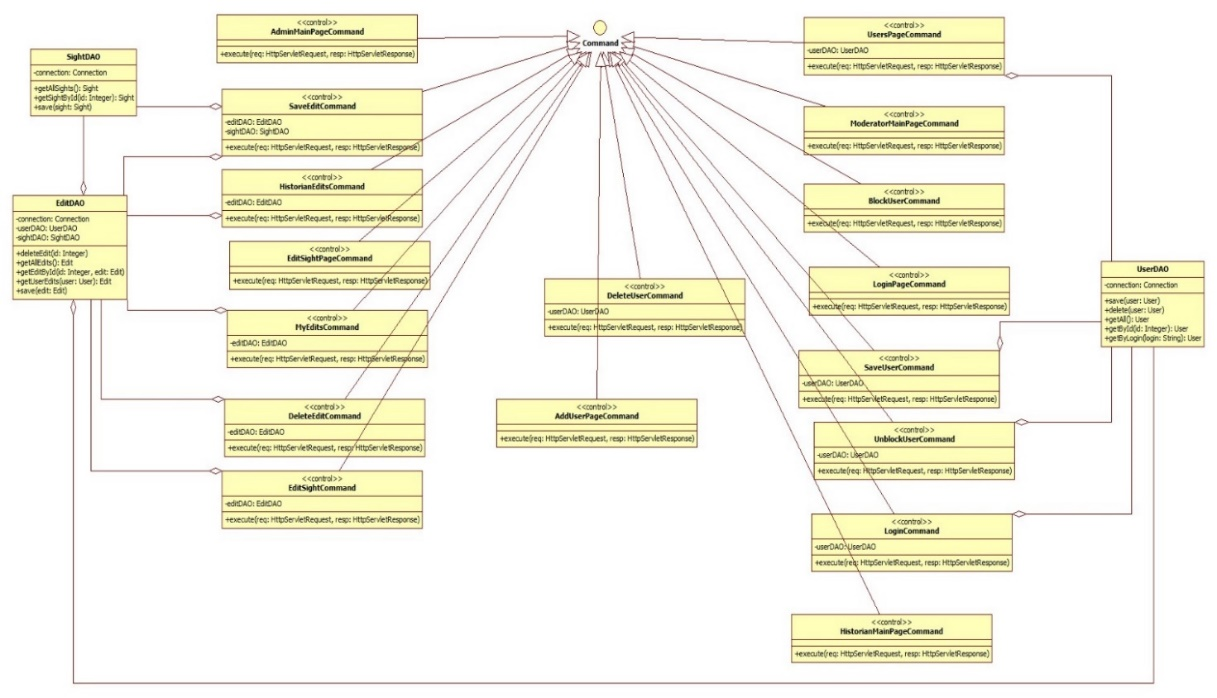 <<control>>
AdminMainPageCommand
+execute(req: HttpServletRequest, resp: HttpServletResponse)
Command
<<control>>
UsersPageCommand
-userDAO: UserDAO
+execute(req: HttpServletRequest, resp: HttpServletResponse)
SightDAO
-connection: Connection
+getAllSights(): Sight
+getSightById(id: Integer): Sight
+save(sight: Sight)
<<control>>
SaveEditCommand
-editDAO: EditDAO
-sightDAO: SightDAO
+execute(req: HttpServletRequest, resp: HttpServletResponse)
<<control>>
ModeratorMainPageCommand
+execute(req: HttpServletRequest, resp: HttpServletResponse)
<<control>>
HistorianEditsCommand
-editDAO: EditDAO
+execute(req: HttpServletRequest, resp: HttpServletResponse)
<<control>>
BlockUserCommand
+execute(req: HttpServletRequest, resp: HttpServletResponse)
EditDAO
-connection: Connection
-userDAO: UserDAO
-sightDAO: SightDAO
+deleteEdit(id: Integer)
+getAllEdits(): Edit
+getEditById(id: Integer, edit: Edit)
+getUserEdits(user: User): Edit
+save(edit: Edit)
<<control>>
EditSightPageCommand
+execute(req: HttpServletRequest, resp: HttpServletResponse)
<<control>>
DeleteUserCommand
-userDAO: UserDAO
+execute(req: HttpServletRequest, resp: HttpServletResponse)
<<control>>
LoginPageCommand
+execute(req: HttpServletRequest, resp: HttpServletResponse)
UserDAO
-connection: Connection
+save(user: User)
+delete(user: User)
+getAll(): User
+getById(id: Integer): User
+getByLogin(login: String): User
<<control>>
MyEditsCommand
-editDAO: EditDAO
+execute(req: HttpServletRequest, resp: HttpServletResponse)
<<control>>
SaveUserCommand
-userDAO: UserDAO
+execute(req: HttpServletRequest, resp: HttpServletResponse)
<<control>>
DeleteEditCommand
-editDAO: EditDAO
+execute(req: HttpServletRequest, resp: HttpServletResponse)
<<control>>
AddUserPageCommand
+execute(req: HttpServletRequest, resp: HttpServletResponse)
<<control>>
UnblockUserCommand
-userDAO: UserDAO
+execute(req: HttpServletRequest, resp: HttpServletResponse)
<<control>>
EditSightCommand
-editDAO: EditDAO
+execute(req: HttpServletRequest, resp: HttpServletResponse)
<<control>>
LoginCommand
-userDAO: UserDAO
+execute(req: HttpServletRequest, resp: HttpServletResponse)
<<control>>
HistorianMainPageCommand
+execute(req: HttpServletRequest, resp: HttpServletResponse)